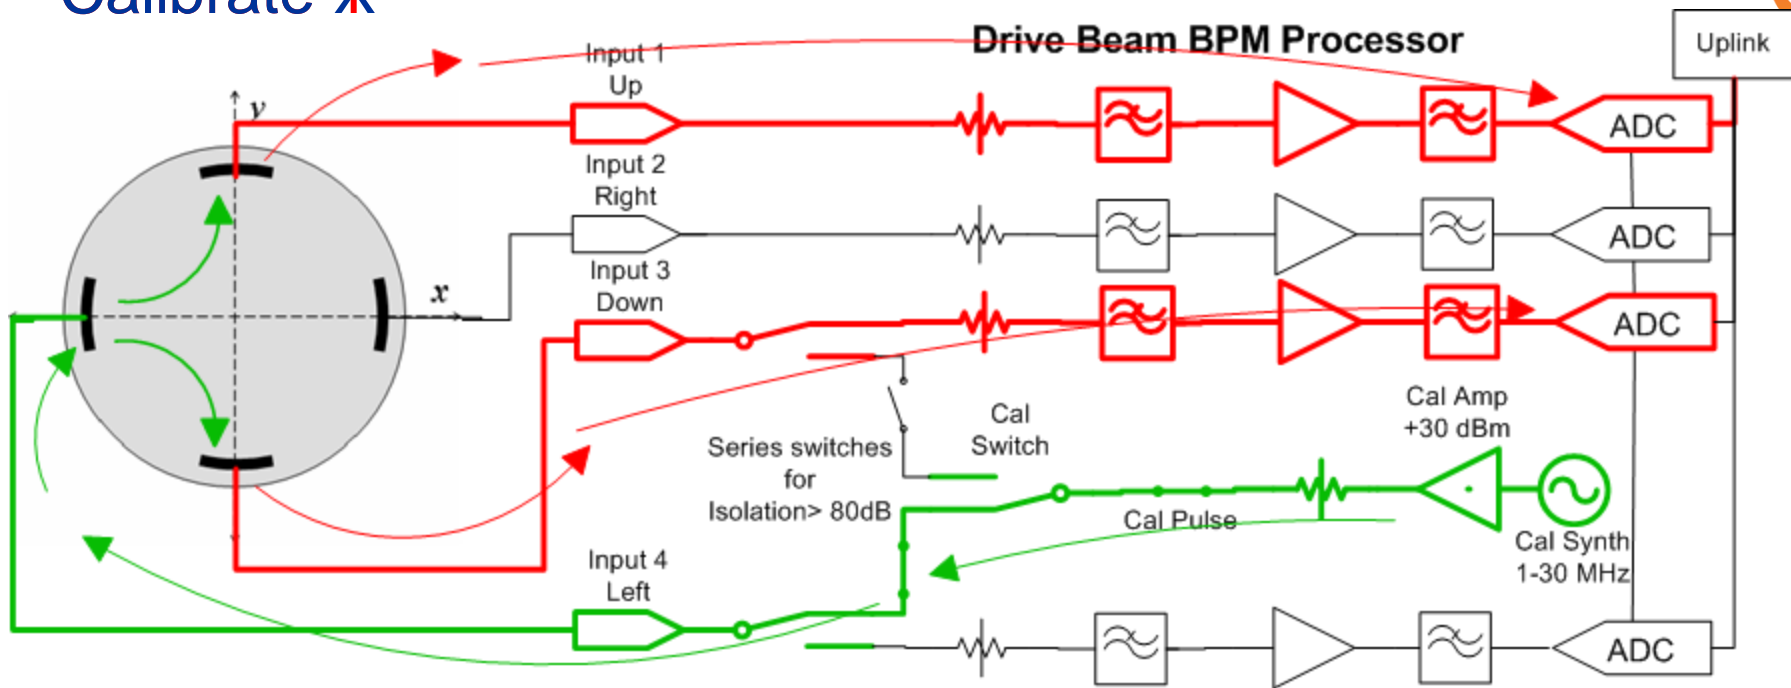 Calibrate
Drive Beam BPM Processor
Uplink
Input 1
Up
y
ADC
Input 2
Right
ADC
Input 3
Down
x
ADC
Cal Amp
+30 dBm
Cal
Switch
Series switches
for
Isolation> 80dB
Cal Pulse
Cal Synth
1-30 MHz
Input 4
Left
ADC